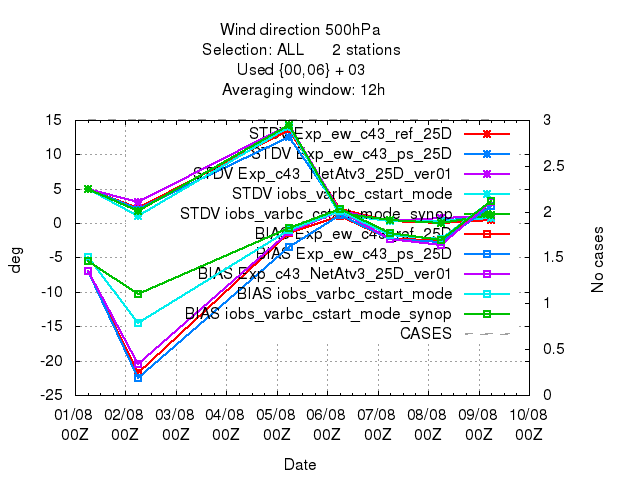 Wind direction 500hPa
Selection: ALL 2 stations
Used {00,06} + 03
Averaging window: 12h
15
10
5
0
-5
-10
-15
-20
-25
deg
3
2.5
2
1.5
1
0.5
0
No cases
STDV Exp_ew_c43_ref_25D
STDV Exp_ew_c43_ps_25D
STDV Exp_c43_NetAtv3_25D_ver01
STDV iobs_varbc_cstart_mode
STDV iobs_varbc_cstart_mode_synop
BIAS Exp_ew_c43_ref_25D
BIAS Exp_ew_c43_ps_25D
BIAS Exp_c43_NetAtv3_25D_ver01
BIAS iobs_varbc_cstart_mode
BIAS iobs_varbc_cstart_mode_synop
CASES
01/08 02/08 03/08 04/08 05/08 06/08 07/08 08/08 09/08 10/08
00Z 00Z 00Z 00Z 00Z 00Z 00Z 00Z 00Z 00Z
Date